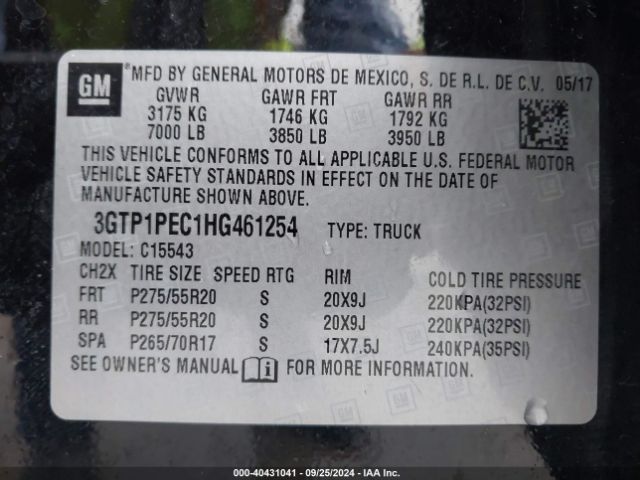 GM ®MFD BY GENERAL MOTORS DE MEXICO, S. DE R.L. DE C.V. 05/17
GVWR GAWR FRT GAWR RR
3175 KG 1746 KG 1792 KG
7000 LB 3850 LB 3950 LB
THIS VEHICLE CONFORMS TO ALL APPLICABLE U.S. FEDERAL MOTOR
VEHICLE SAFETY STANDARDS IN EFFECT ON THE DATE OF
MANUFACTURE SHOWN ABOVE.
3GTP1PEC1HG461254 TYPE: TRUCK
MODEL: C15543
CH2X TIRE SIZE SPEED RTG RIM COLD TIRE PRESSURE
FRT P275/55R20 S 20X9J 220KPA(32PSI)
RR P275/55R20 S 20X9J 220KPA(32PSI)
SPA P265/70R17 S 17X7.5J 240KPA(35PSI)
SEE OWNER'S MANUAL i FOR MORE INFORMATION.
000-40431041 - 09/25/2024 - IAA Inc.